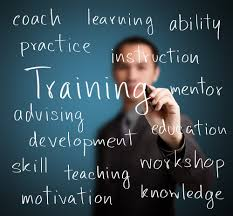 coach learning ability
practice
instruction
Training
mentor
advising
education
development
skill
workshop
teaching
motivation
knowledge